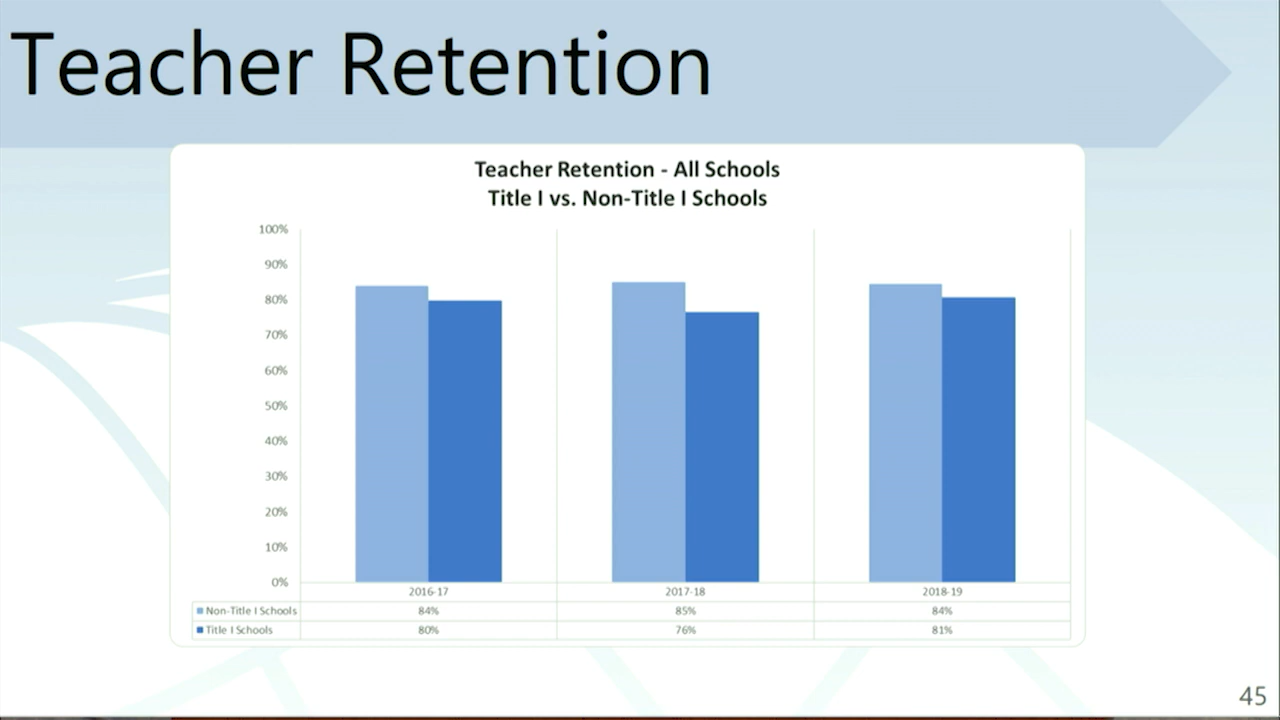 Teacher Retention
Teacher Retention - All Schools
Title I vs. Non-Title I Schools
100%
90%
80%
70%
60%
50%
40%
30%
20%
10%
0%
2016-17 2017-18 2018-19
Non-Title I Schools 84% 85% 84%
Title I Schools 80% 76% 81%
45